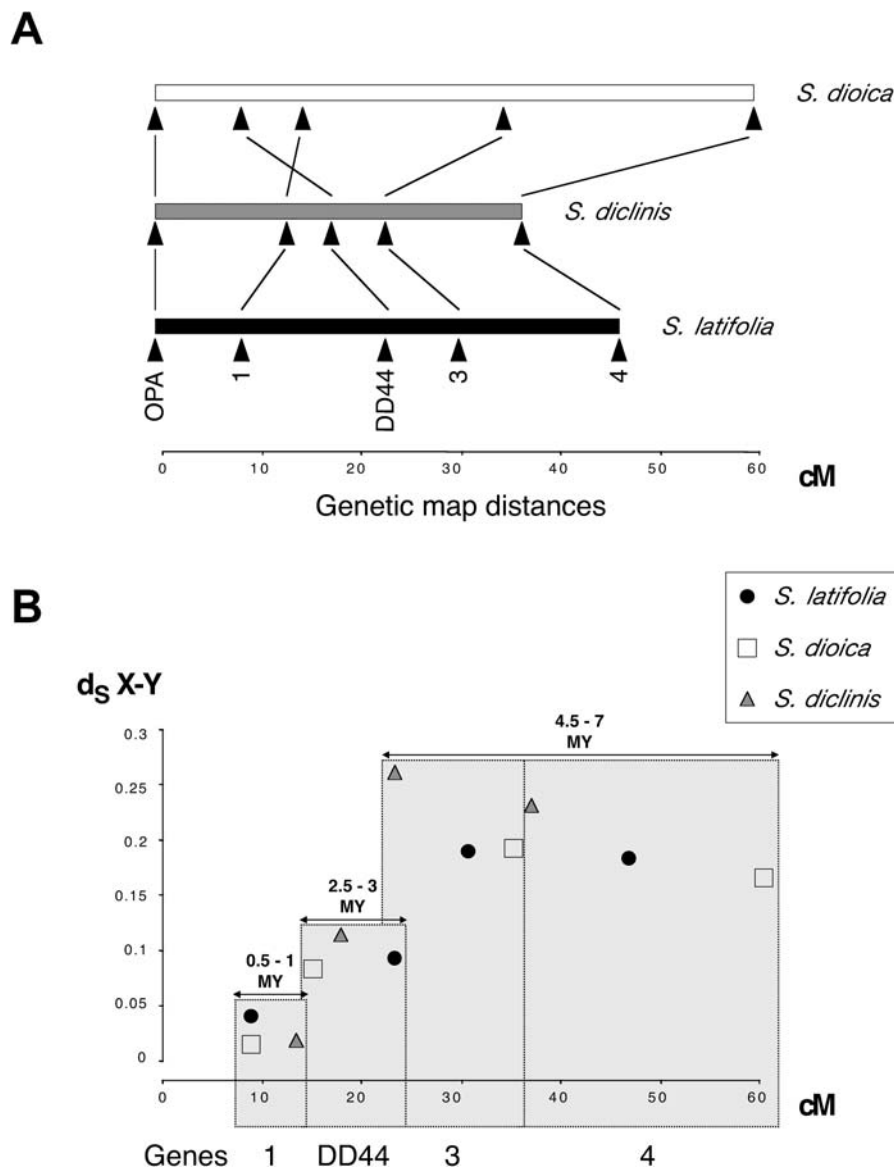 A
S. dioica
S. diclinis
S. latifolia
OPA
1
DD44
3
4
0 10 20 30 40 50 60
cM
Genetic map distances
B
S. latifolia
S. dioica
S. diclinis
dS X-Y
4.5 - 7
MY
2.5 - 3
MY
0.5 - 1
MY
0.3
0.25
0.2
0.15
0.1
0.05
0
0 10 20 30 40 50 60
cM
Genes 1 DD44 3 4